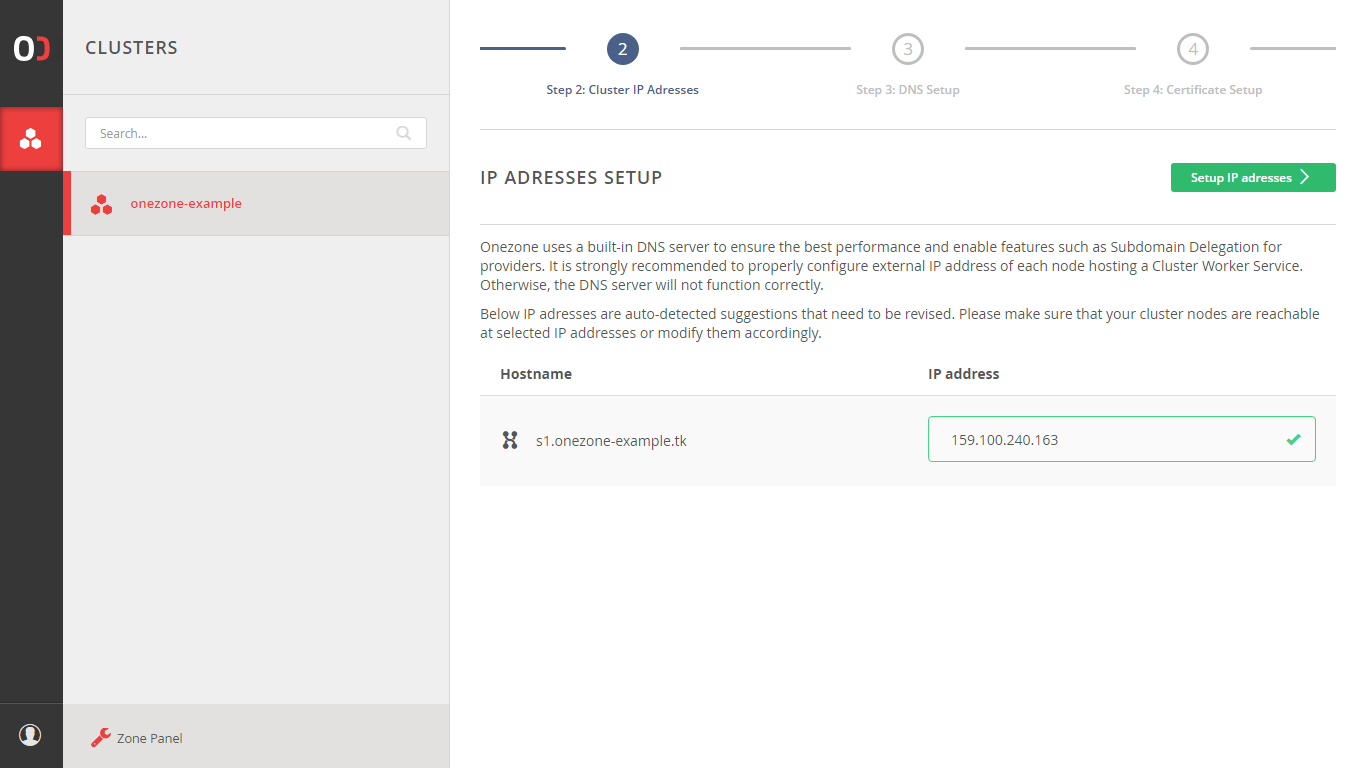 CLUSTERS
Search...
onezone-example
Zone Panel
2
3
4
Step 2: Cluster IP Adresses
Step 3: DNS Setup
Step 4: Certificate Setup
IP ADRESSES SETUP
Setup IP adresses
Onezone uses a built-in DNS server to ensure the best performance and enable features such as Subdomain Delegation for
providers. It is strongly recommended to properly configure external IP address of each node hosting a Cluster Worker Service.
Otherwise, the DNS server will not function correctly.
Below IP adresses are auto-detected suggestions that need to be revised. Please make sure that your cluster nodes are reachable
at selected IP addresses or modify them accordingly.
Hostname
IP address
s1.onezone-example.tk
159.100.240.163